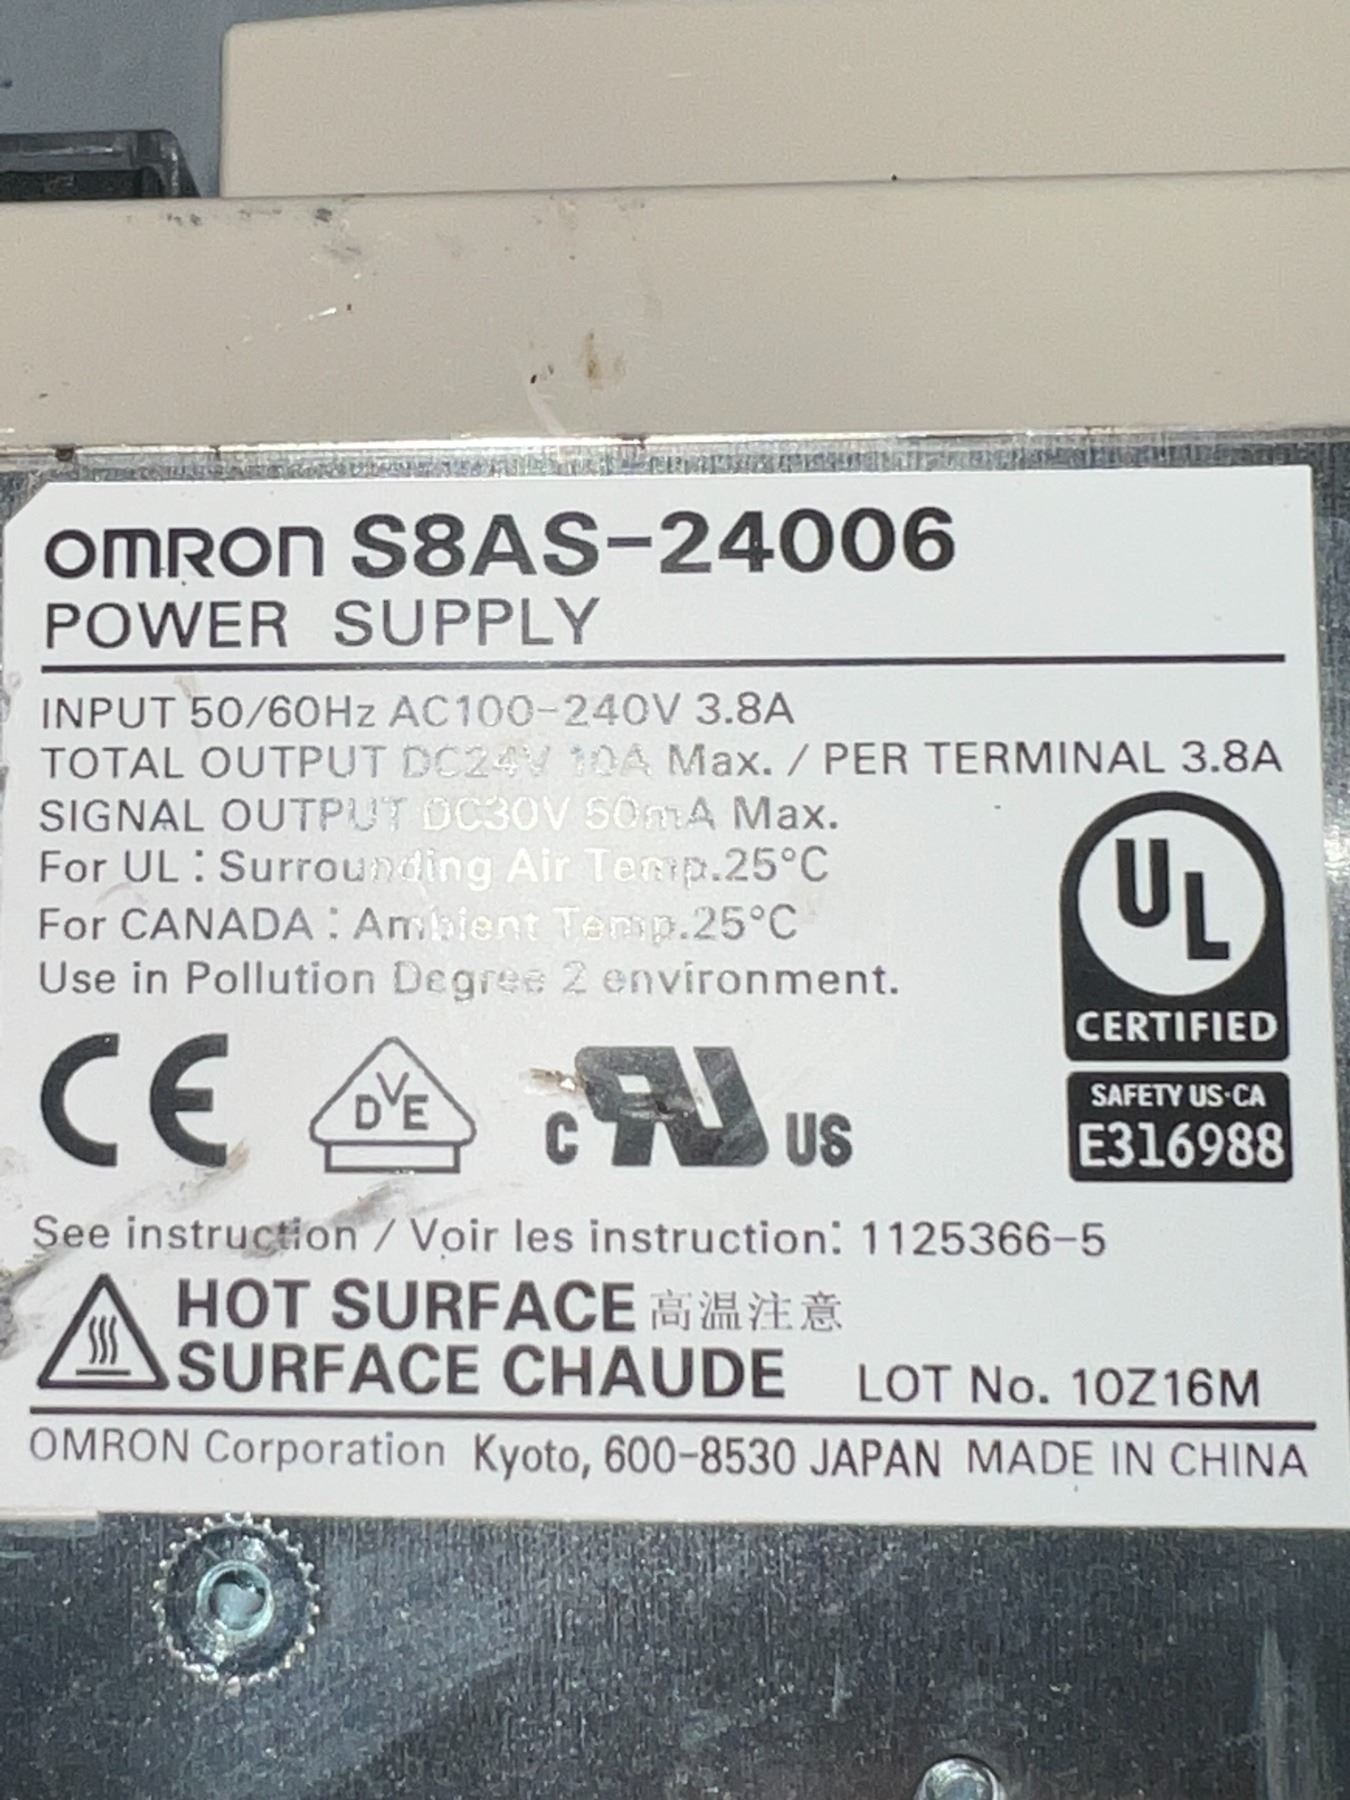 OMRON S8AS-24006
POWER SUPPLY
INPUT 50/60Hz AC100-240V 3.8A
TOTAL OUTPUT DC24V 10A Max. / PER TERMINAL 3.8A
SIGNAL OUTPUT DC30V 50mA Max.
For UL : Surrounding Air Temp.25°C
For CANADA : Ambient Temp.25°C
Use in Pollution Degree 2 environment.
UL
CERTIFIED
SAFETY US-CA
E316988
CE
DVE
C RU US
See instruction / Voir les instruction: 1125366-5
HOT SURFACE 高温注意
SURFACE CHAUDE LOT No. 10Z16M
OMRON Corporation Kyoto, 600-8530 JAPAN MADE IN CHINA